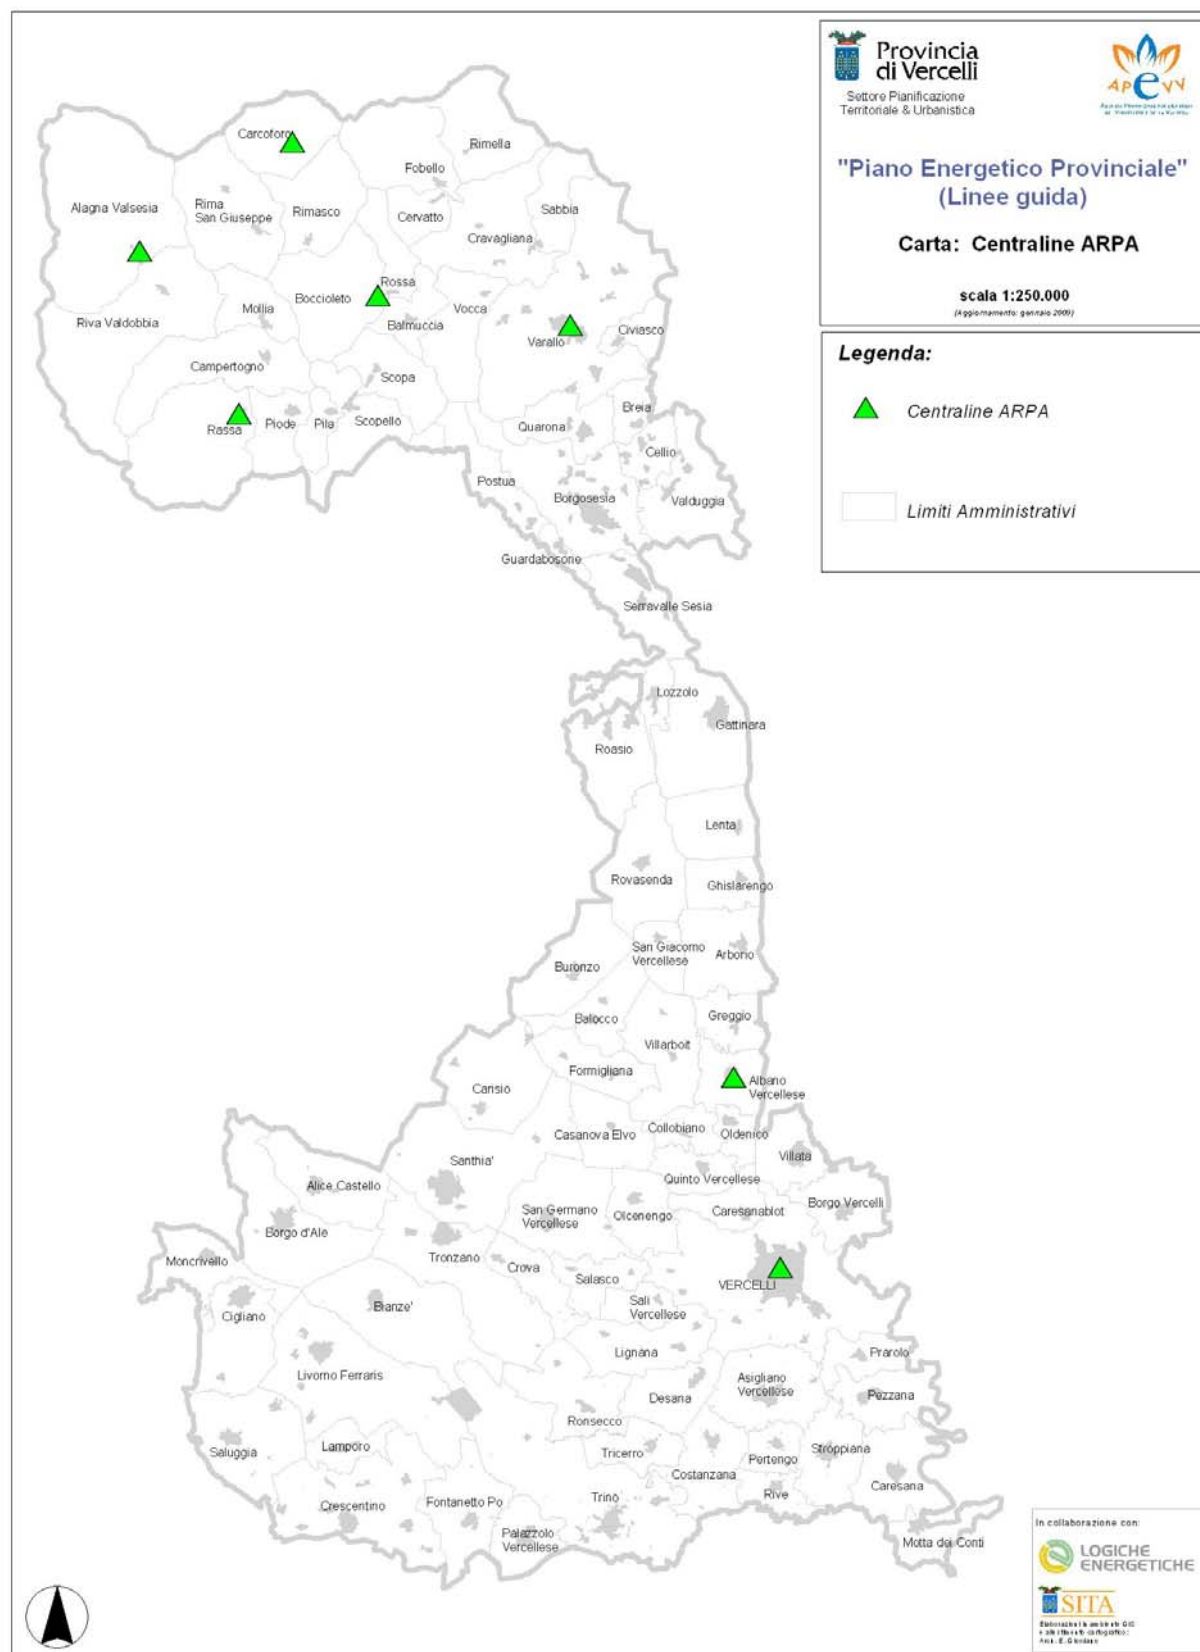 Provincia
di Vercelli
Settore Pianificazione
Territoriale & Urbanistica
APeVV
"Piano Energetico Provinciale"
(Linee guida)
Carta: Centraline ARPA
scala 1:250.000
(Aggiornamento: gennaio 2009)
Legenda:
Centraline ARPA
Limiti Amministrativi
Carcoforo
Rimella
Fobello
Alagna Valsesia
Rima
San Giuseppe
Rimasco
Cervatto
Sabbia
Cravagliana
Rossa
Boccioleto
Mollia
Vocca
Balmuccia
Riva Valdobbia
Varallo
Civiasco
Campertogno
Scopa
Rassa
Piode
Pila
Scopello
Quarona
Breia
Cellio
Postua
Borgosesia
Valduggia
Guardabosone
Serravalle Sesia
Lozzolo
Gattinara
Roasio
Lenta
Rovasenda
Ghislarengo
San Giacomo
Vercellese
Arborio
Buronzo
Balocco
Greggio
Villarboit
Formigliana
Albano
Vercellese
Carisio
Casanova Elvo
Collobiano
Oldenico
Villata
Santhia'
Quinto Vercellese
Alice Castello
San Germano
Vercellese
Olcenengo
Caresanablot
Borgo Vercelli
Borgo d'Ale
Moncrivello
Tronzano
Crova
Salasco
VERCELLI
Cigliano
Bianze'
Sali
Vercellese
Lignana
Prarolo
Livorno Ferraris
Asigliano
Vercellese
Desana
Pezzana
Ronsecco
Saluggia
Lamporo
Tricerro
Stroppiana
Pertengo
Costanzana
Caresana
Crescentino
Fontanetto Po
Trino
Rive
Palazzolo
Vercellese
Motta dei Conti
In collaborazione con:
LOGICHE
ENERGETICHE
SITA